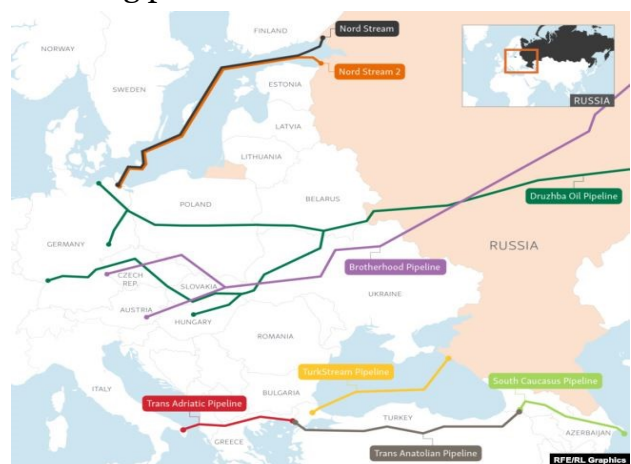 FINLAND
Nord Stream
NORWAY
Nord Stream 2
SWEDEN
ESTONIA
RUSSIA
LATVIA
LITHUANIA
Druzhba Oil Pipeline
POLAND
BELARUS
GERMANY
RUSSIA
Brotherhood Pipeline
CZECH
REP.
SLOVAKIA
UKRAINE
AUSTRIA
HUNGARY
ROMANIA
TurkStream Pipeline
South Caucasus Pipeline
ITALY
BULGARIA
Trans Adriatic Pipeline
TURKEY
AZERBAIJAN
GREECE
Trans Anatolian Pipeline
RFE/RL Graphics